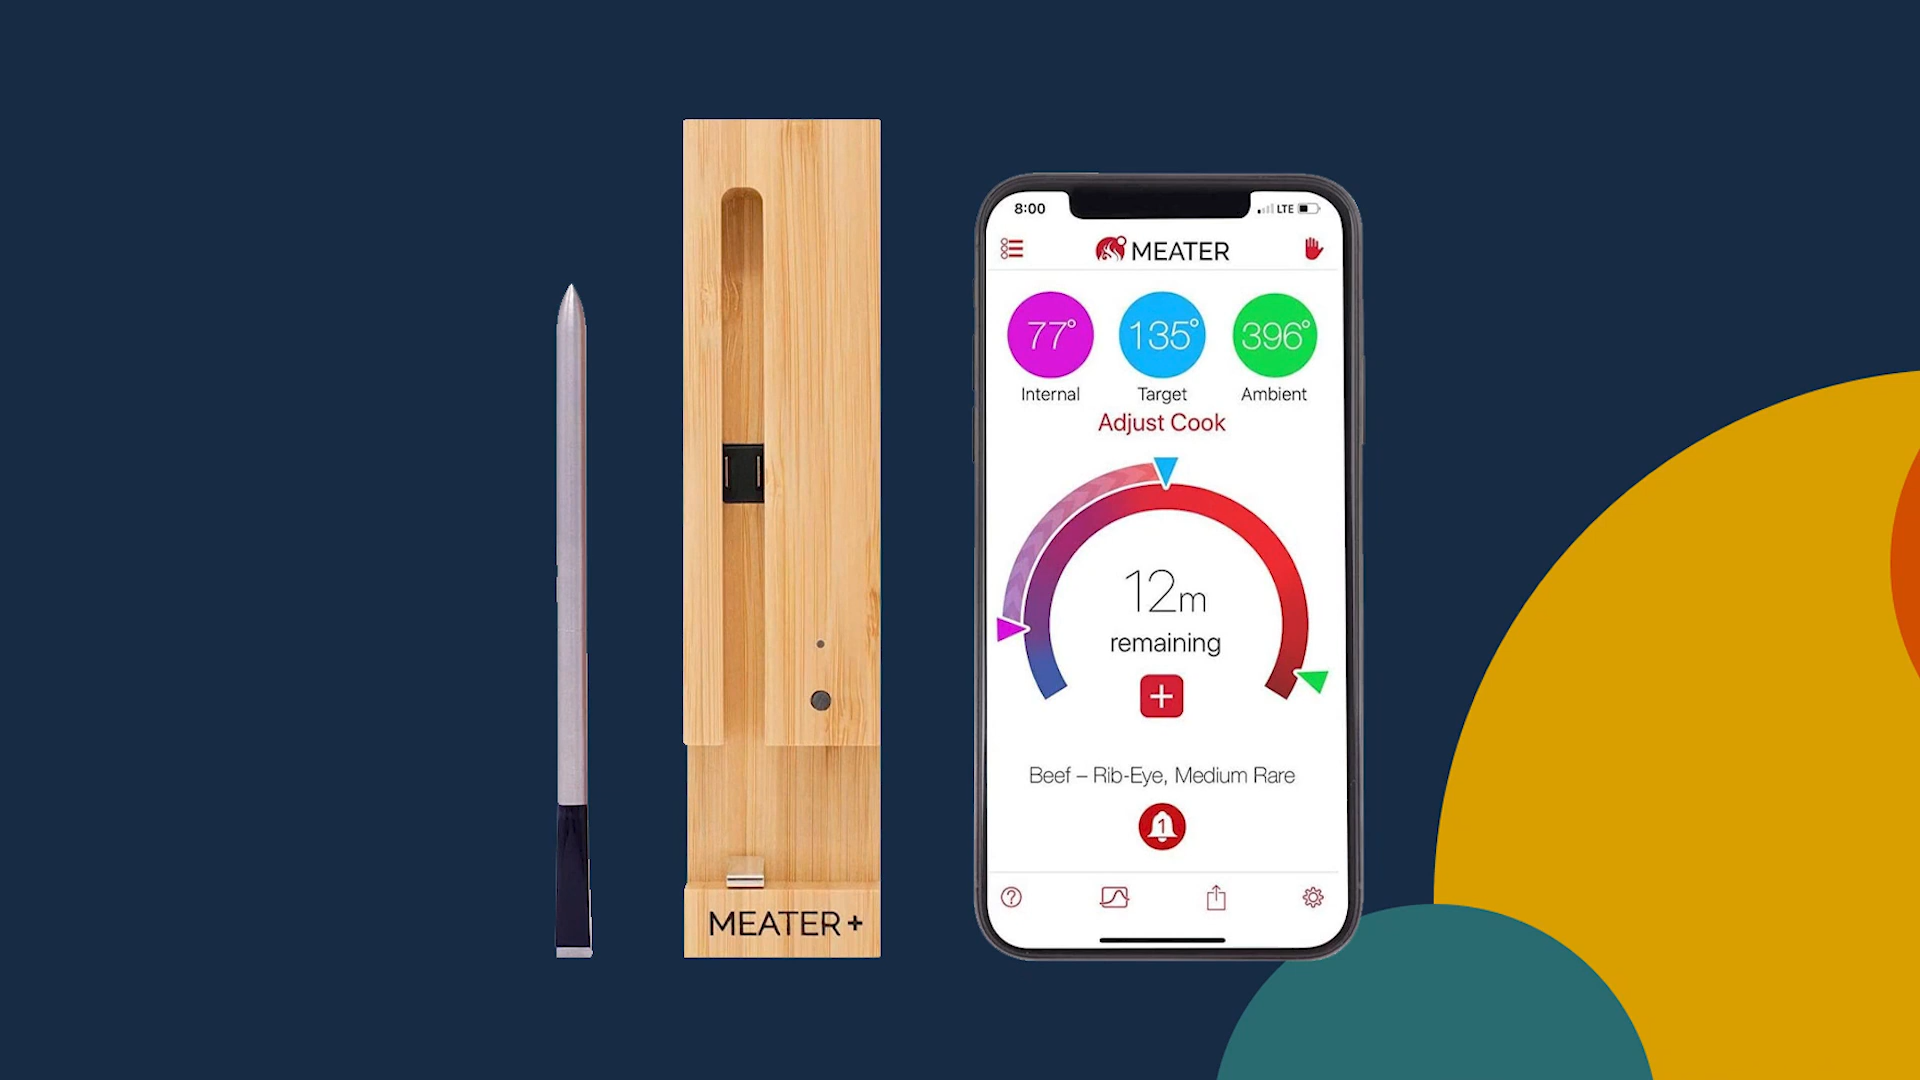 MEATER+
8:00
LTE
MEATER
77° 135° 396°
Internal Target Ambient
Adjust Cook
12m
remaining
+
Beef – Rib-Eye, Medium Rare
1
?